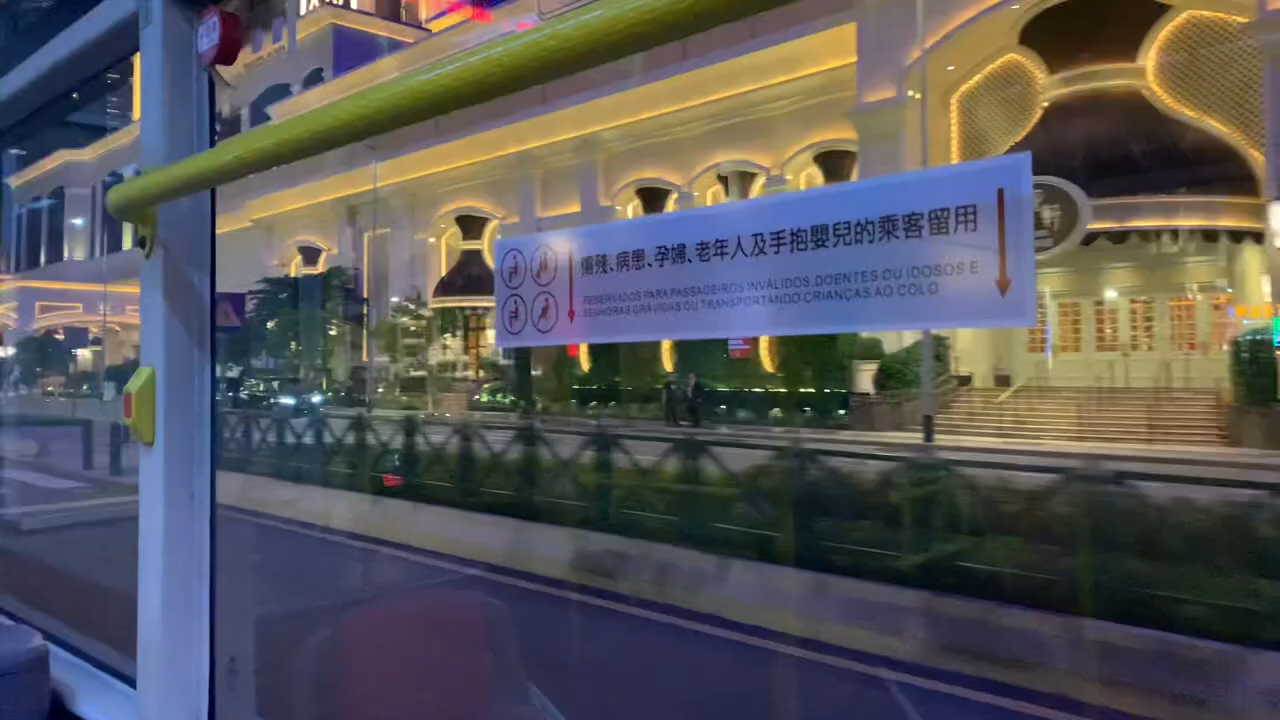 傷殘、病患、孕婦、老年人及手抱嬰兒的乘客留用
RESERVADOS PARA PASSAGEIROS INVÁLIDOS,DOENTES OU IDOSOS E
SENHORAS GRÁVIDAS OU TRANSPORTANDO CRIANÇAS AO COLO